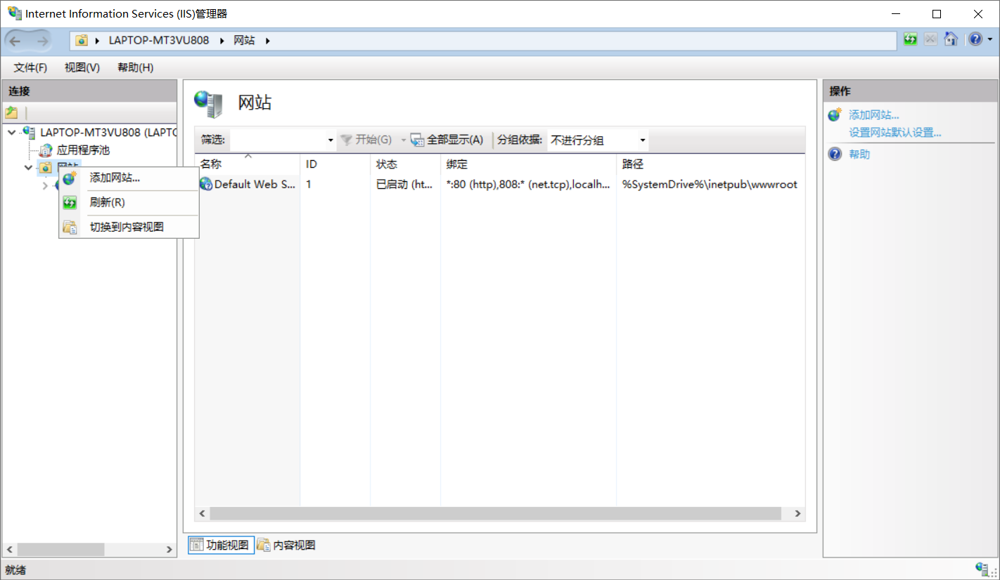 Internet Information Services (IIS)管理器
LAPTOP-MT3VU808 网站
文件(F) 视图(V) 帮助(H)
连接
LAPTOP-MT3VU808 (LAPTO
应用程序池
网站
添加网站...
刷新(R)
切换到内容视图
网站
筛选: 开始(G) 全部显示(A) 分组依据: 不进行分组
名称 ID 状态 绑定 路径
Default Web S... 1 已启动 (ht... *:80 (http),808:* (net.tcp),localh... %SystemDrive%\inetpub\wwwroot
功能视图 内容视图
操作
添加网站...
设置网站默认设置...
帮助
就绪